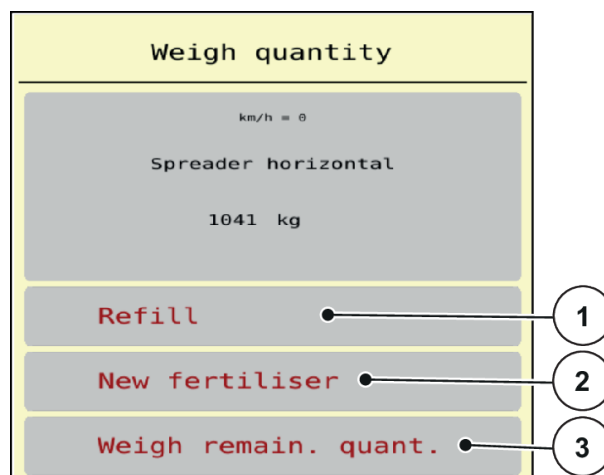 Weigh quantity
km/h = 0
Spreader horizontal
1041 kg
Refill
1
New fertiliser
2
Weigh remain. quant.
3